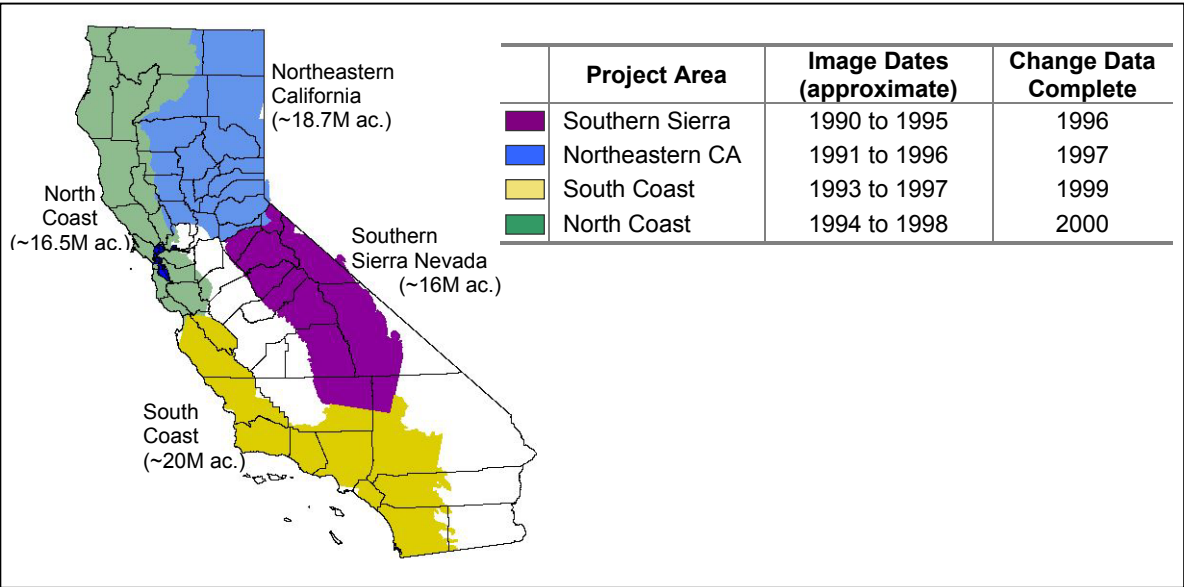 Northeastern
California
(~18.7M ac.)
North
Coast
(~16.5M ac.)
Southern
Sierra Nevada
(~16M ac.)
South
Coast
(~20M ac.)
Project Area Image Dates (approximate) Change Data Complete
Southern Sierra 1990 to 1995 1996
Northeastern CA 1991 to 1996 1997
South Coast 1993 to 1997 1999
North Coast 1994 to 1998 2000